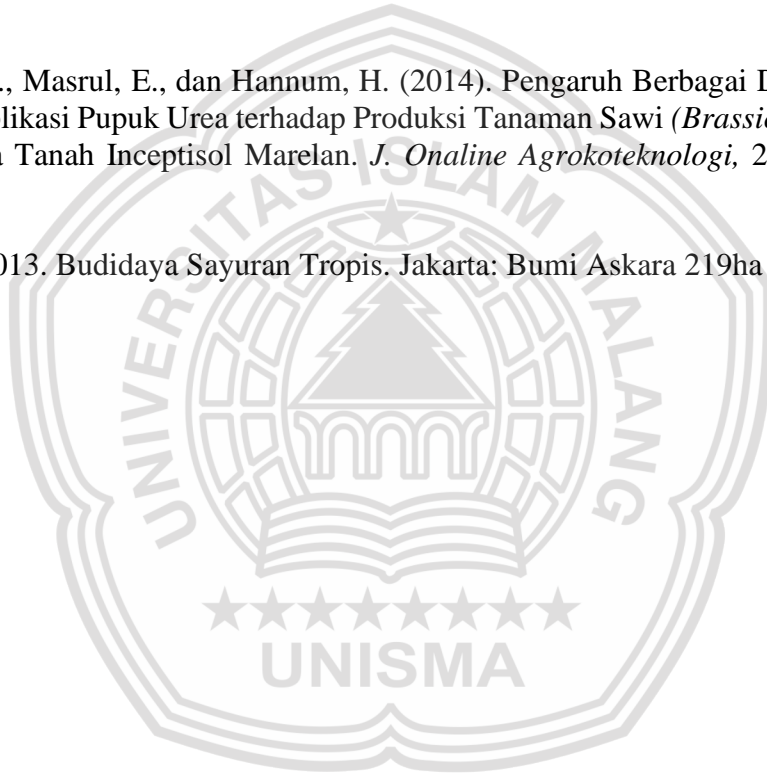 ., Masrul, E., dan Hannum, H. (2014). Pengaruh Berbagai
likasi Pupuk Urea terhadap Produksi Tanaman Sawi (Brassic
Tanah Inceptisol Marelan. J. Onaline Agrokoteknologi, 2
013. Budidaya Sayuran Tropis. Jakarta: Bumi Askara 219ha
UNIVERSITAS ISLAM MALANG
UNISMA